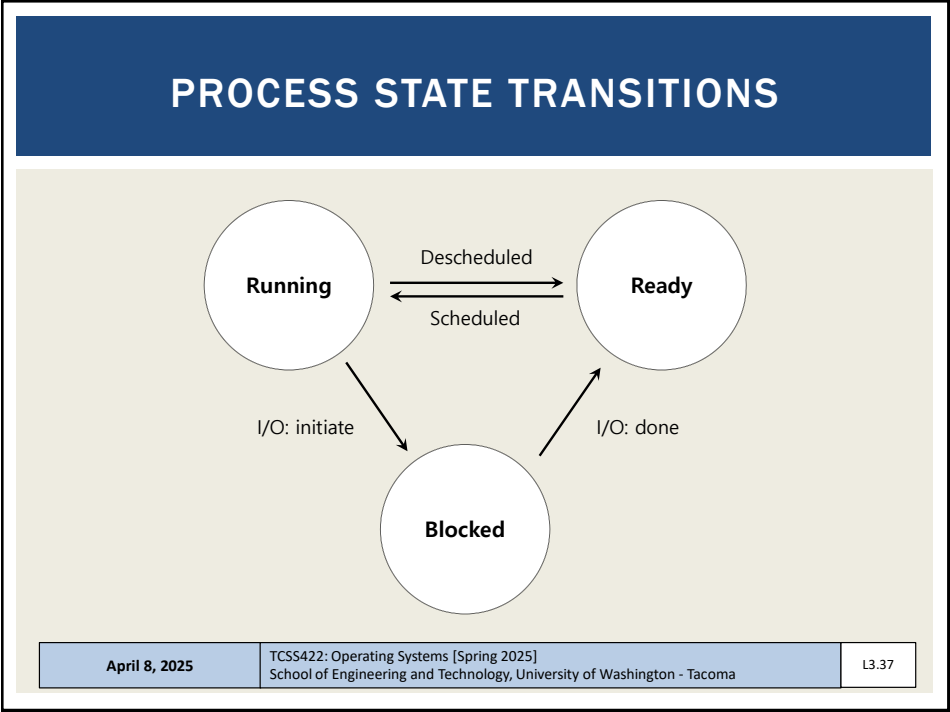 PROCESS STATE TRANSITIONS
Descheduled
Running
Ready
Scheduled
I/O: initiate
I/O: done
Blocked
April 8, 2025
TCSS422: Operating Systems [Spring 2025]
School of Engineering and Technology, University of Washington - Tacoma
L3.37